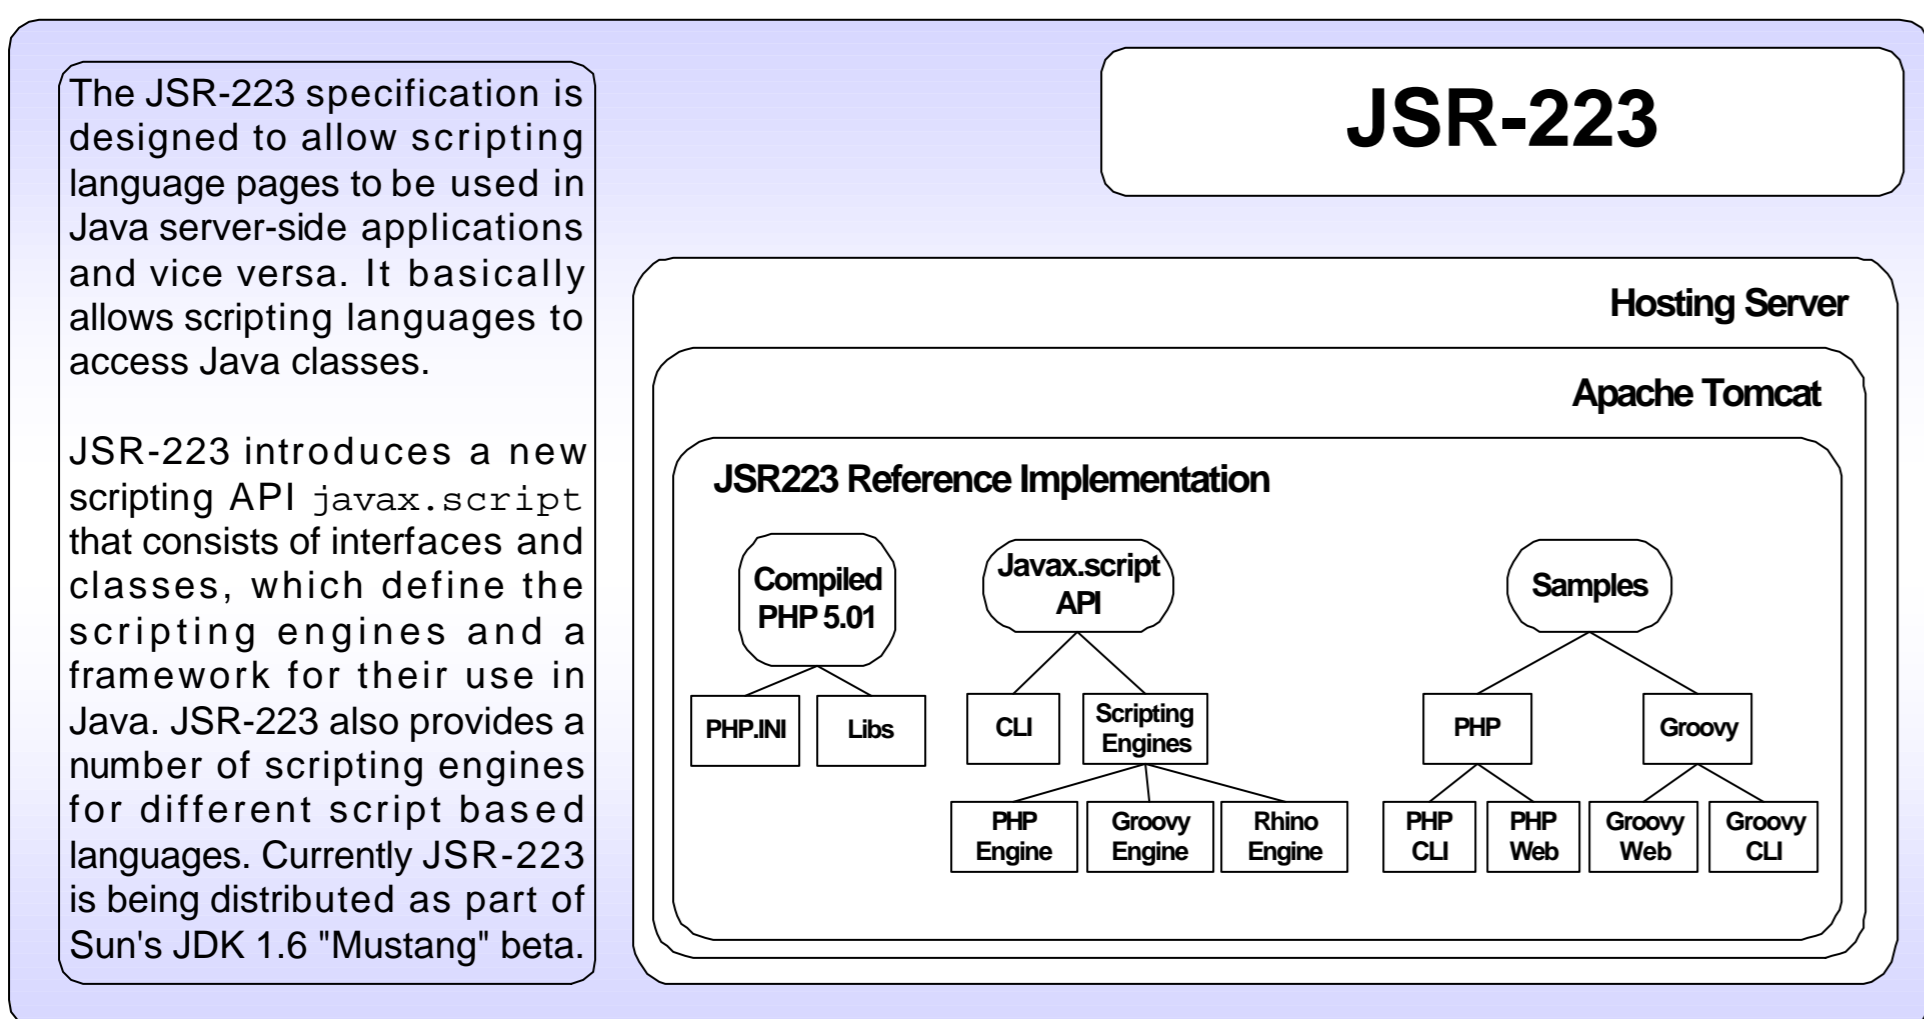 The JSR-223 specification is
designed to allow scripting
language pages to be used in
Java server-side applications
and vice versa. It basically
allows scripting languages to
access Java classes.
JSR-223 introduces a new
scripting API javax.script
that consists of interfaces and
classes, which define the
scripting engines and a
framework for their use in
Java. JSR-223 also provides a
number of scripting engines
for different script based
languages. Currently JSR-223
is being distributed as part of
Sun's JDK 1.6 "Mustang" beta.
JSR-223
Hosting Server
Apache Tomcat
JSR223 Reference Implementation
Compiled
PHP 5.01
Javax.script
API
Samples
PHP.INI
Libs
CLI
Scripting
Engines
PHP
Groovy
PHP
Engine
Groovy
Engine
Rhino
Engine
PHP
CLI
PHP
Web
Groovy
Web
Groovy
CLI